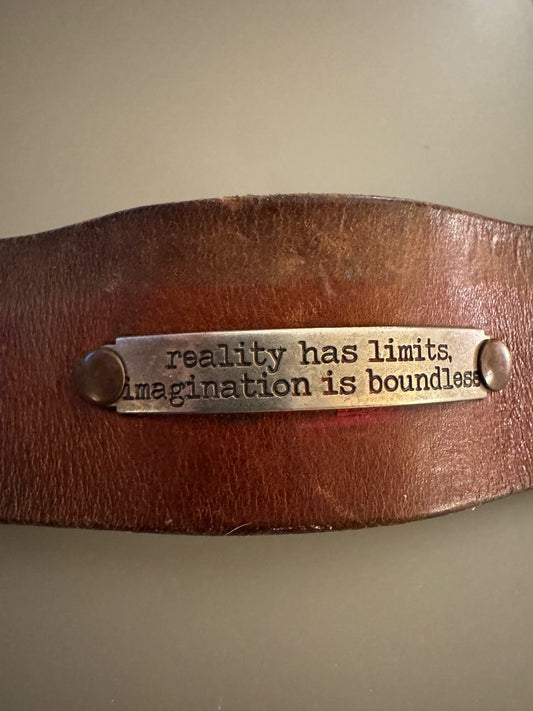 reality has limits,
imagination is boundless